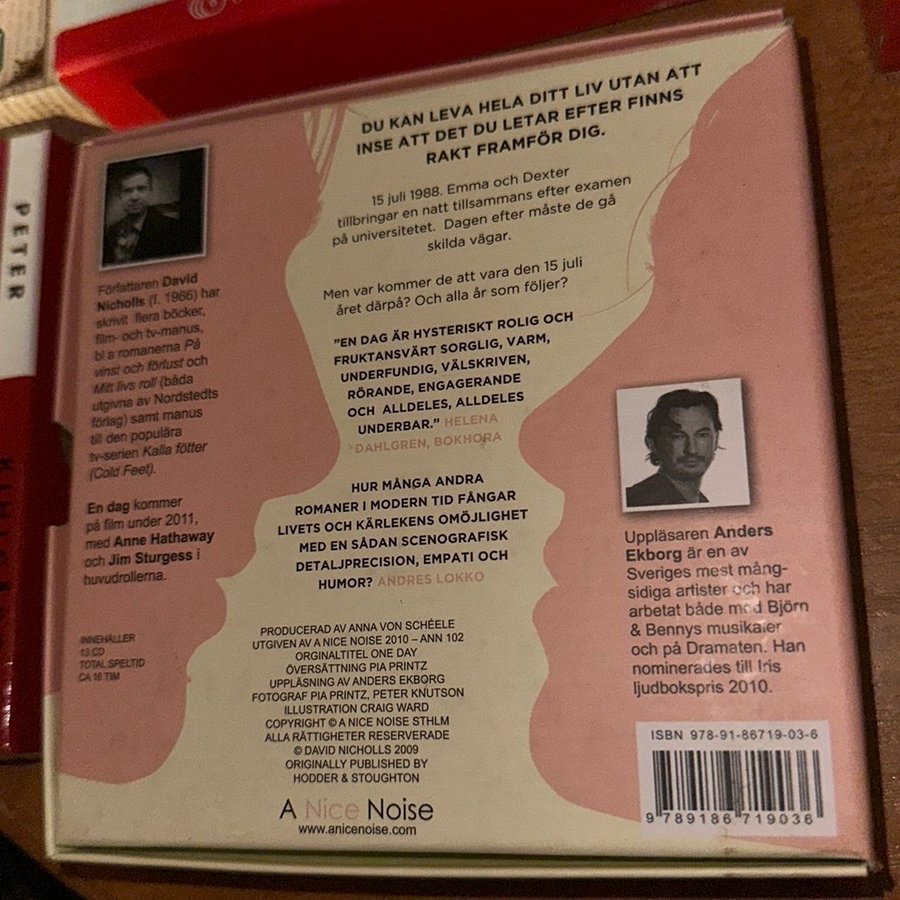 DU KAN LEVA HELA DITT LIV UTAN ATT
INSE ATT DET DU LETAR EFTER FINNS
RAKT FRAMFÖR DIG.
15 juli 1988. Emma och Dexter
tillbringar en natt tillsammans efter examen
på universitetet. Dagen efter måste de gå
skilda vägar.
Men var kommer de att vara den 15 juli
året därpå? Och alla år som följer?
"EN DAG ÄR HYSTERISKT ROLIG OCH
FRUKTANSVÄRT SORGLIG, VARM,
UNDERFUNDIG, VÄLSKRIVEN,
RÖRANDE, ENGAGERANDE
OCH ALLDELES, ALLDELES
UNDERBAR." HELENA
DAHLGREN, BOKHORA
HUR MÅNGA ANDRA
ROMANER I MODERN TID FÅNGAR
LIVETS OCH KÄRLEKENS OMÖJLIGHET
MED EN SÅDAN SCENOGRAFISK
DETALJPRECISION, EMPATI OCH
HUMOR? ANDRES LOKKO
Författaren David
Nicholls (f. 1966) har
skrivit flera böcker,
film- och tv-manus,
bl a romanerna På
vinst och förlust och
Mitt livs roll (båda
utgivna av Nordstedts
förlag) samt manus
till den populära
tv-serien Kalla fötter
(Cold Feet).
En dag kommer
på film under 2011,
med Anne Hathaway
och Jim Sturgess i
huvudrollerna.
INNEHÅLLER
13 CD
TOTAL SPELTID
CA 16 TIM
PRODUCERAD AV ANNA VON SCHÉELE
UTGIVEN AV A NICE NOISE 2010 – ANN 102
ORGINALTITEL ONE DAY
ÖVERSÄTTNING PIA PRINTZ
UPPLÄSNING AV ANDERS EKBORG
FOTOGRAF PIA PRINTZ, PETER KNUTSON
ILLUSTRATION CRAIG WARD
COPYRIGHT © A NICE NOISE STHLM
ALLA RÄTTIGHETER RESERVERADE
© DAVID NICHOLLS 2009
ORIGINALLY PUBLISHED BY
HODDER & STOUGHTON
A Nice Noise
www.anicenoise.com
Uppläsaren Anders
Ekborg är en av
Sveriges mest mång-
sidiga artister och har
arbetat både med Björn
& Bennys musikaler
och på Dramaten. Han
nominerades till Iris
ljudbokspris 2010.
ISBN 978-91-86719-03-6
9 789186 719036
PETER